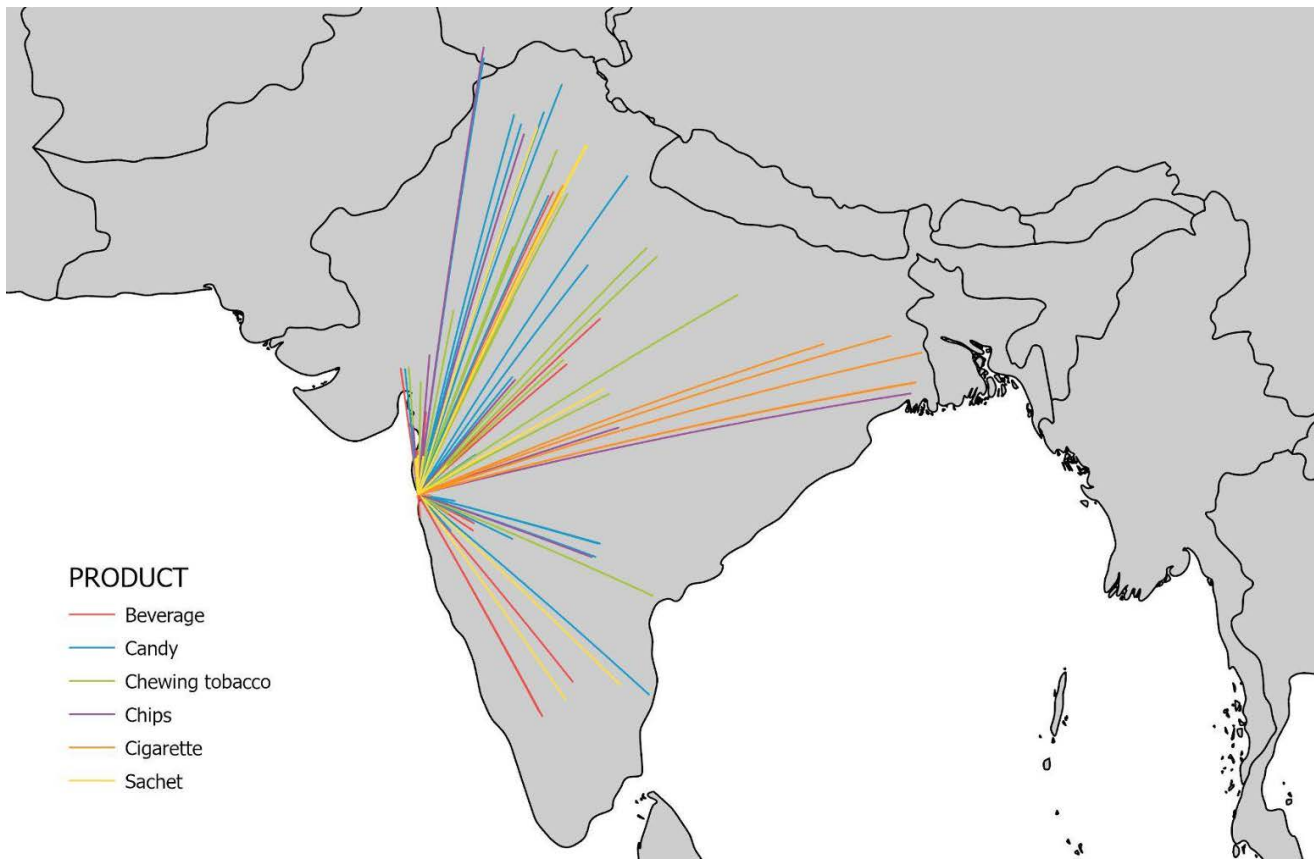 PRODUCT
Beverage
Candy
Chewing tobacco
Chips
Cigarette
Sachet